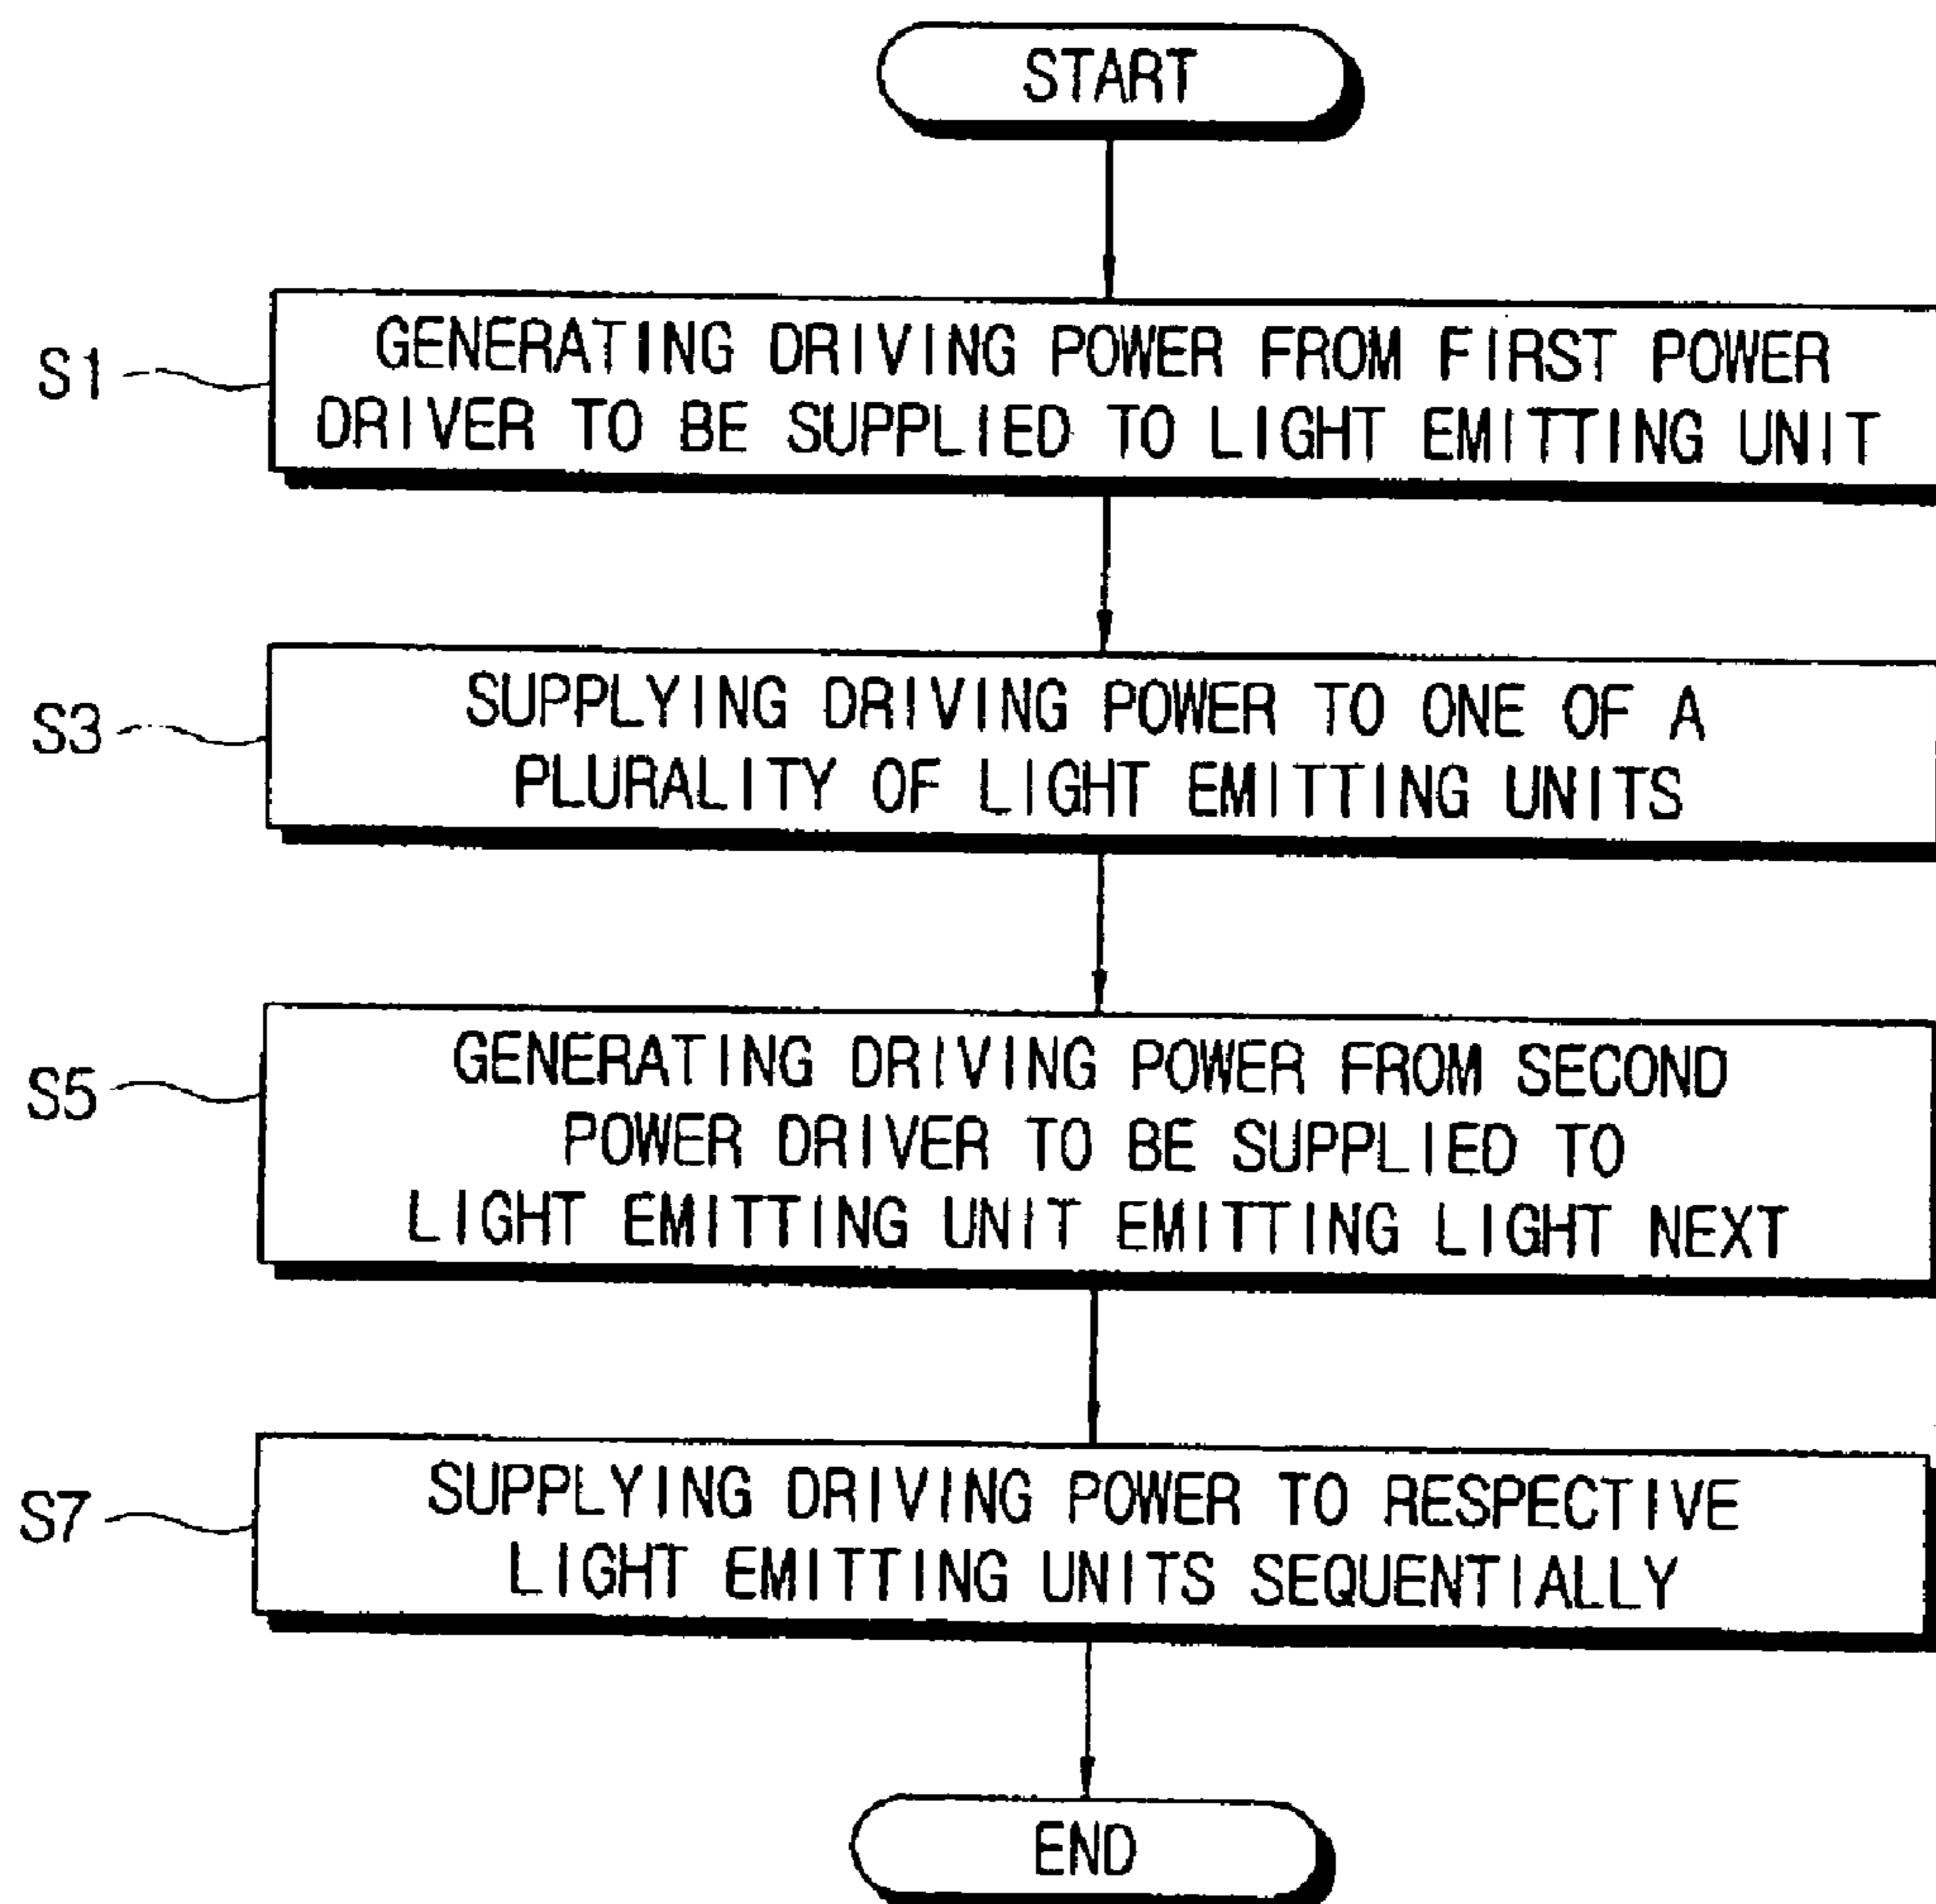 START
S1
GENERATING DRIVING POWER FROM FIRST POWER
DRIVER TO BE SUPPLIED TO LIGHT EMITTING UNIT
S3
SUPPLYING DRIVING POWER TO ONE OF A
PLURALITY OF LIGHT EMITTING UNITS
S5
GENERATING DRIVING POWER FROM SECOND
POWER DRIVER TO BE SUPPLIED TO
LIGHT EMITTING UNIT EMITTING LIGHT NEXT
S7
SUPPLYING DRIVING POWER TO RESPECTIVE
LIGHT EMITTING UNITS SEQUENTIALLY
END